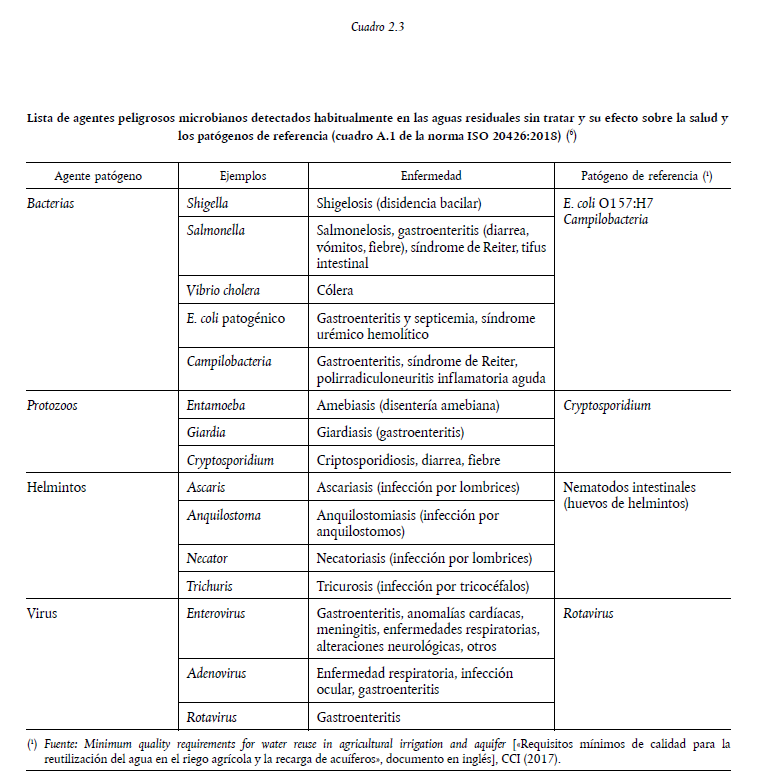 Cuadro 2.3
Lista de agentes peligrosos microbianos detectados habitualmente en las aguas residuales sin tratar y su efecto sobre la salud y
los patógenos de referencia (cuadro A.1 de la norma ISO 20426:2018) (⁶)
Agente patógeno Ejemplos Enfermedad Patógeno de referencia (¹)
Bacterias Shigella Shigelosis (disidencia bacilar) E. coli O157:H7
Campilobacteria
Salmonella Salmonelosis, gastroenteritis (diarrea,
vómitos, fiebre), síndrome de Reiter, tifus
intestinal
Vibrio cholera Cólera
E. coli patogénico Gastroenteritis y septicemia, síndrome
urémico hemolítico
Campilobacteria Gastroenteritis, síndrome de Reiter,
polirradiculoneuritis inflamatoria aguda
Protozoos Entamoeba Amebiasis (disentería amebiana) Cryptosporidium
Giardia Giardiasis (gastroenteritis)
Cryptosporidium Criptosporidiosis, diarrea, fiebre
Helmintos Ascaris Ascariasis (infección por lombrices) Nematodos intestinales
(huevos de helmintos)
Anquilostoma Anquilostomiasis (infección por
anquilostomos)
Necator Necatoriasis (infección por lombrices)
Trichuris Tricurosis (infección por tricocéfalos)
Virus Enterovirus Gastroenteritis, anomalías cardíacas, Rotavirus
meningitis, enfermedades respiratorias,
alteraciones neurológicas, otros
Adenovirus Enfermedad respiratoria, infección
ocular, gastroenteritis
Rotavirus Gastroenteritis
(¹) Fuente: Minimum quality requirements for water reuse in agricultural irrigation and aquifer [«Requisitos mínimos de calidad para la
reutilización del agua en el riego agrícola y la recarga de acuíferos», documento en inglés], CCI (2017).